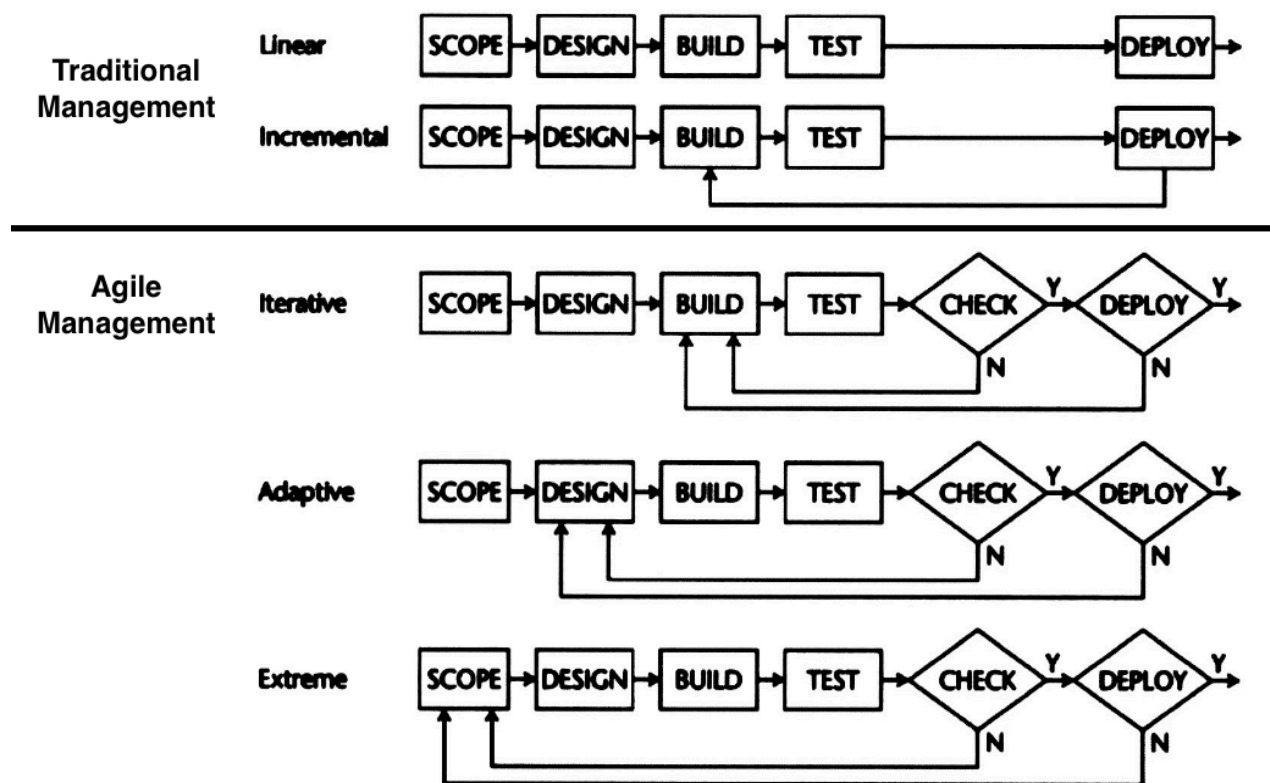 Traditional
Management
Linear
SCOPE DESIGN BUILD TEST DEPLOY
Incremental
SCOPE DESIGN BUILD TEST DEPLOY
Agile
Management
Iterative
SCOPE DESIGN BUILD TEST CHECK Y DEPLOY Y
N N
Adaptive
SCOPE DESIGN BUILD TEST CHECK Y DEPLOY Y
N N
Extreme
SCOPE DESIGN BUILD TEST CHECK Y DEPLOY Y
N N